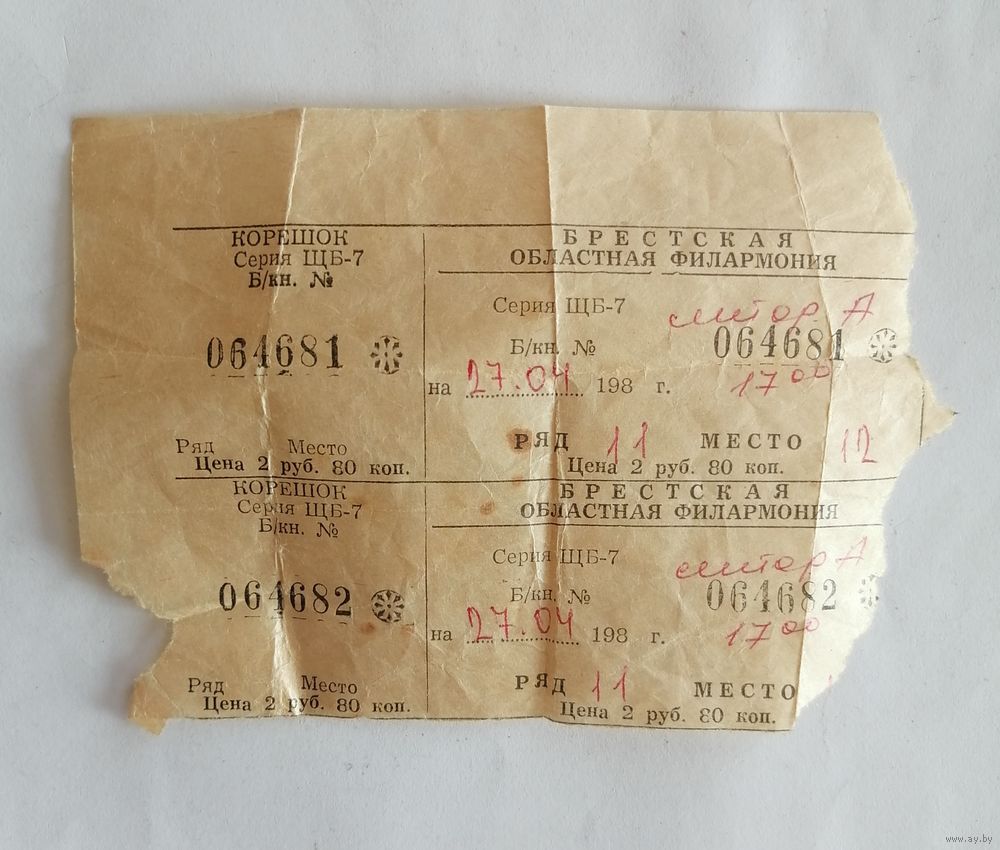 КОРЕШОК
Серия ЩБ-7
Б/кн. №
064681
Ряд Место
Цена 2 руб. 80 коп.
БРЕСТСКАЯ
ОБЛАСТНАЯ ФИЛАРМОНИЯ
Серия ЩБ-7
А
Б/кн. № 064681
на 27.04 198 г. 17 00
РЯД 11 МЕСТО 12
Цена 2 руб. 80 коп.
КОРЕШОК
Серия ЩБ-7
Б/кн. №
064682
Ряд Место
Цена 2 руб. 80 коп.
БРЕСТСКАЯ
ОБЛАСТНАЯ ФИЛАРМОНИЯ
Серия ЩБ-7
А
Б/кн. № 064682
на 27.04 198 г. 17 00
РЯД 11 МЕСТО
Цена 2 руб. 80 коп.
www.ay.by